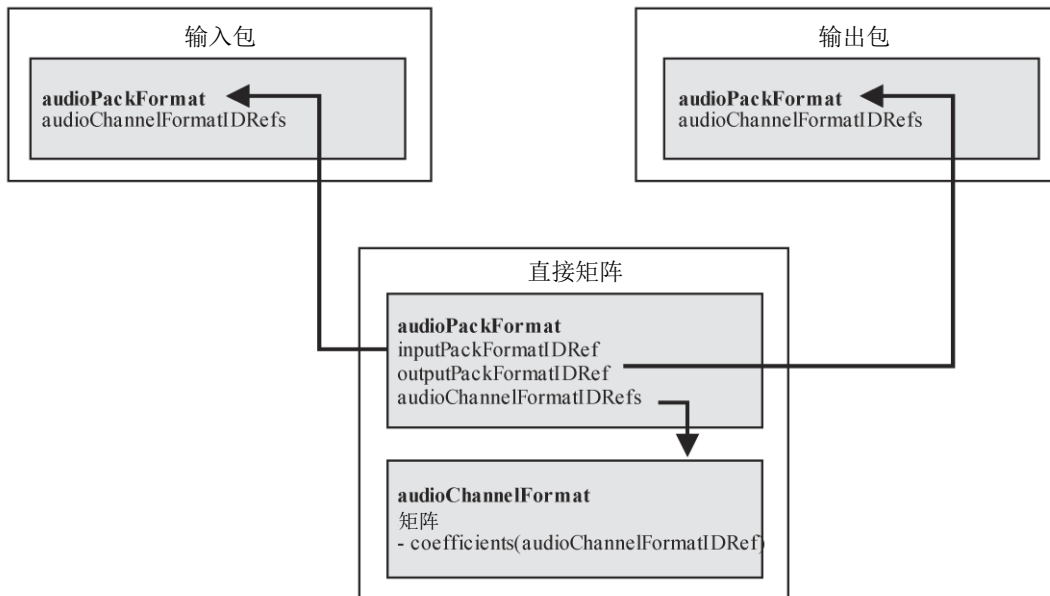 输入包
audioPackFormat
audioChannelFormatIDRefs
输出包
audioPackFormat
audioChannelFormatIDRefs
直接矩阵
audioPackFormat
inputPackFormatIDRef
outputPackFormatIDRef
audioChannelFormatIDRefs
audioChannelFormat
矩阵
- coefficients(audioChannelFormatIDRef)